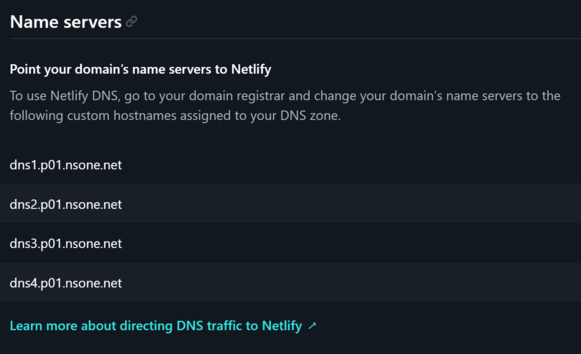 Name servers
Point your domain's name servers to Netlify
To use Netlify DNS, go to your domain registrar and change your domain's name servers to the
following custom hostnames assigned to your DNS zone.
dns1.p01.nsone.net
dns2.p01.nsone.net
dns3.p01.nsone.net
dns4.p01.nsone.net
Learn more about directing DNS traffic to Netlify ↗